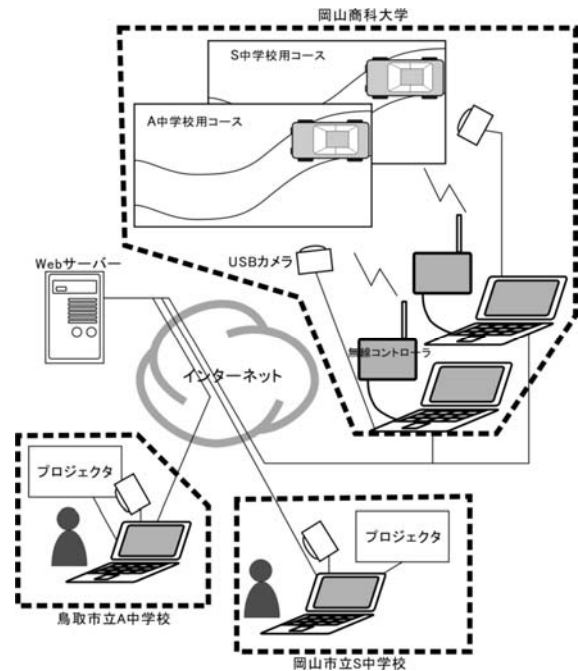 岡山商科大学
S中学校用コース
A中学校用コース
USBカメラ
Webサーバー
無線コントローラ
インターネット
プロジェクタ
プロジェクタ
鳥取市立A中学校
岡山市立S中学校